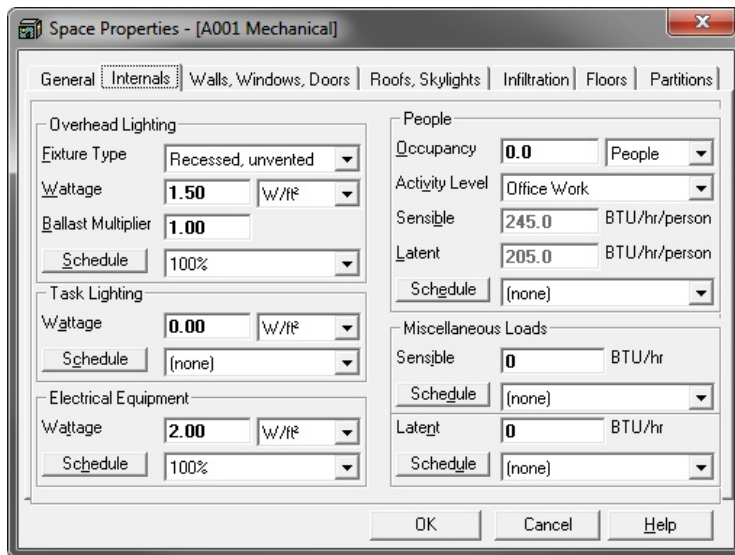 Space Properties - [A001 Mechanical]
General Internals Walls, Windows, Doors Roofs, Skylights Infiltration Floors Partitions
Overhead Lighting
Fixture Type Recessed, unvented
Wattage 1.50 W/ft²
Ballast Multiplier 1.00
Schedule 100%
Task Lighting
Wattage 0.00 W/ft²
Schedule (none)
Electrical Equipment
Wattage 2.00 W/ft²
Schedule 100%
People
Occupancy 0.0 People
Activity Level Office Work
Sensible 245.0 BTU/hr/person
Latent 205.0 BTU/hr/person
Schedule (none)
Miscellaneous Loads
Sensible 0 BTU/hr
Schedule (none)
Latent 0 BTU/hr
Schedule (none)
OK Cancel Help